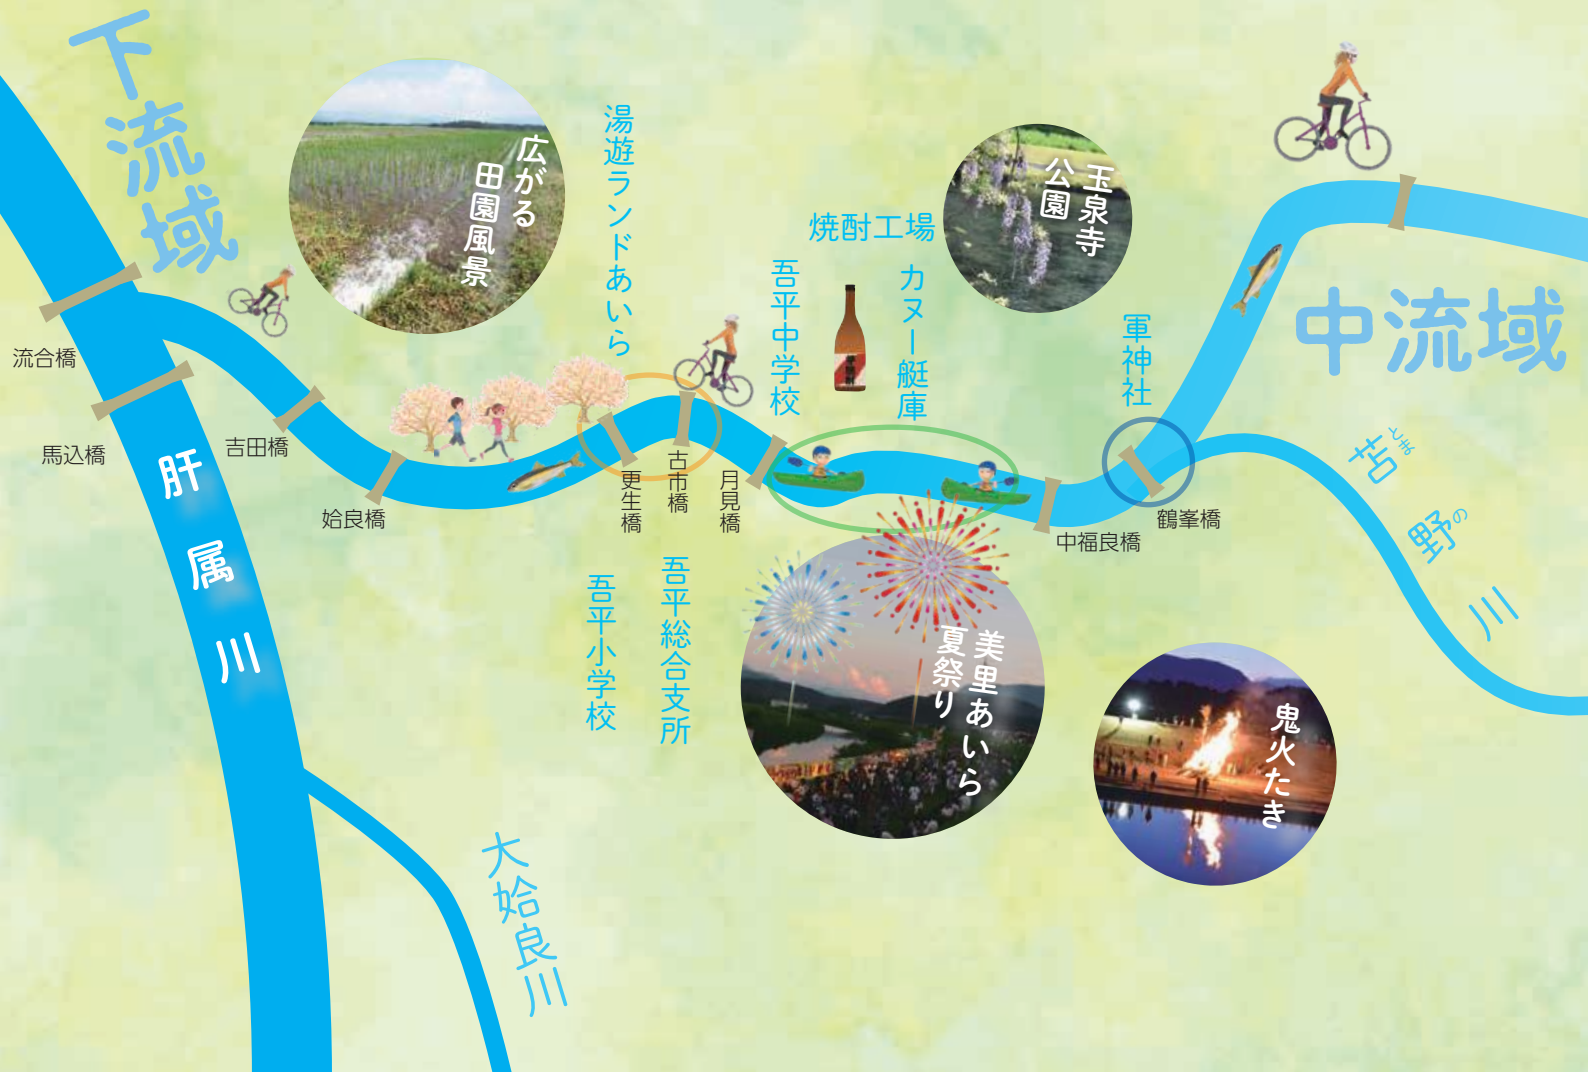 下流域
広がる
田園風景
湯遊ランドあいら
焼酎工場
吾平中学校
カヌー艇庫
玉泉寺
公園
軍神社
中流域
流合橋
馬込橋
吉田橋
姶良橋
更生橋
古市橋
月見橋
中福良橋
鶴峯橋
苫野川
とま
の
肝属川
吾平小学校
吾平総合支所
美里あいら
夏祭り
鬼火たき
大姶良川